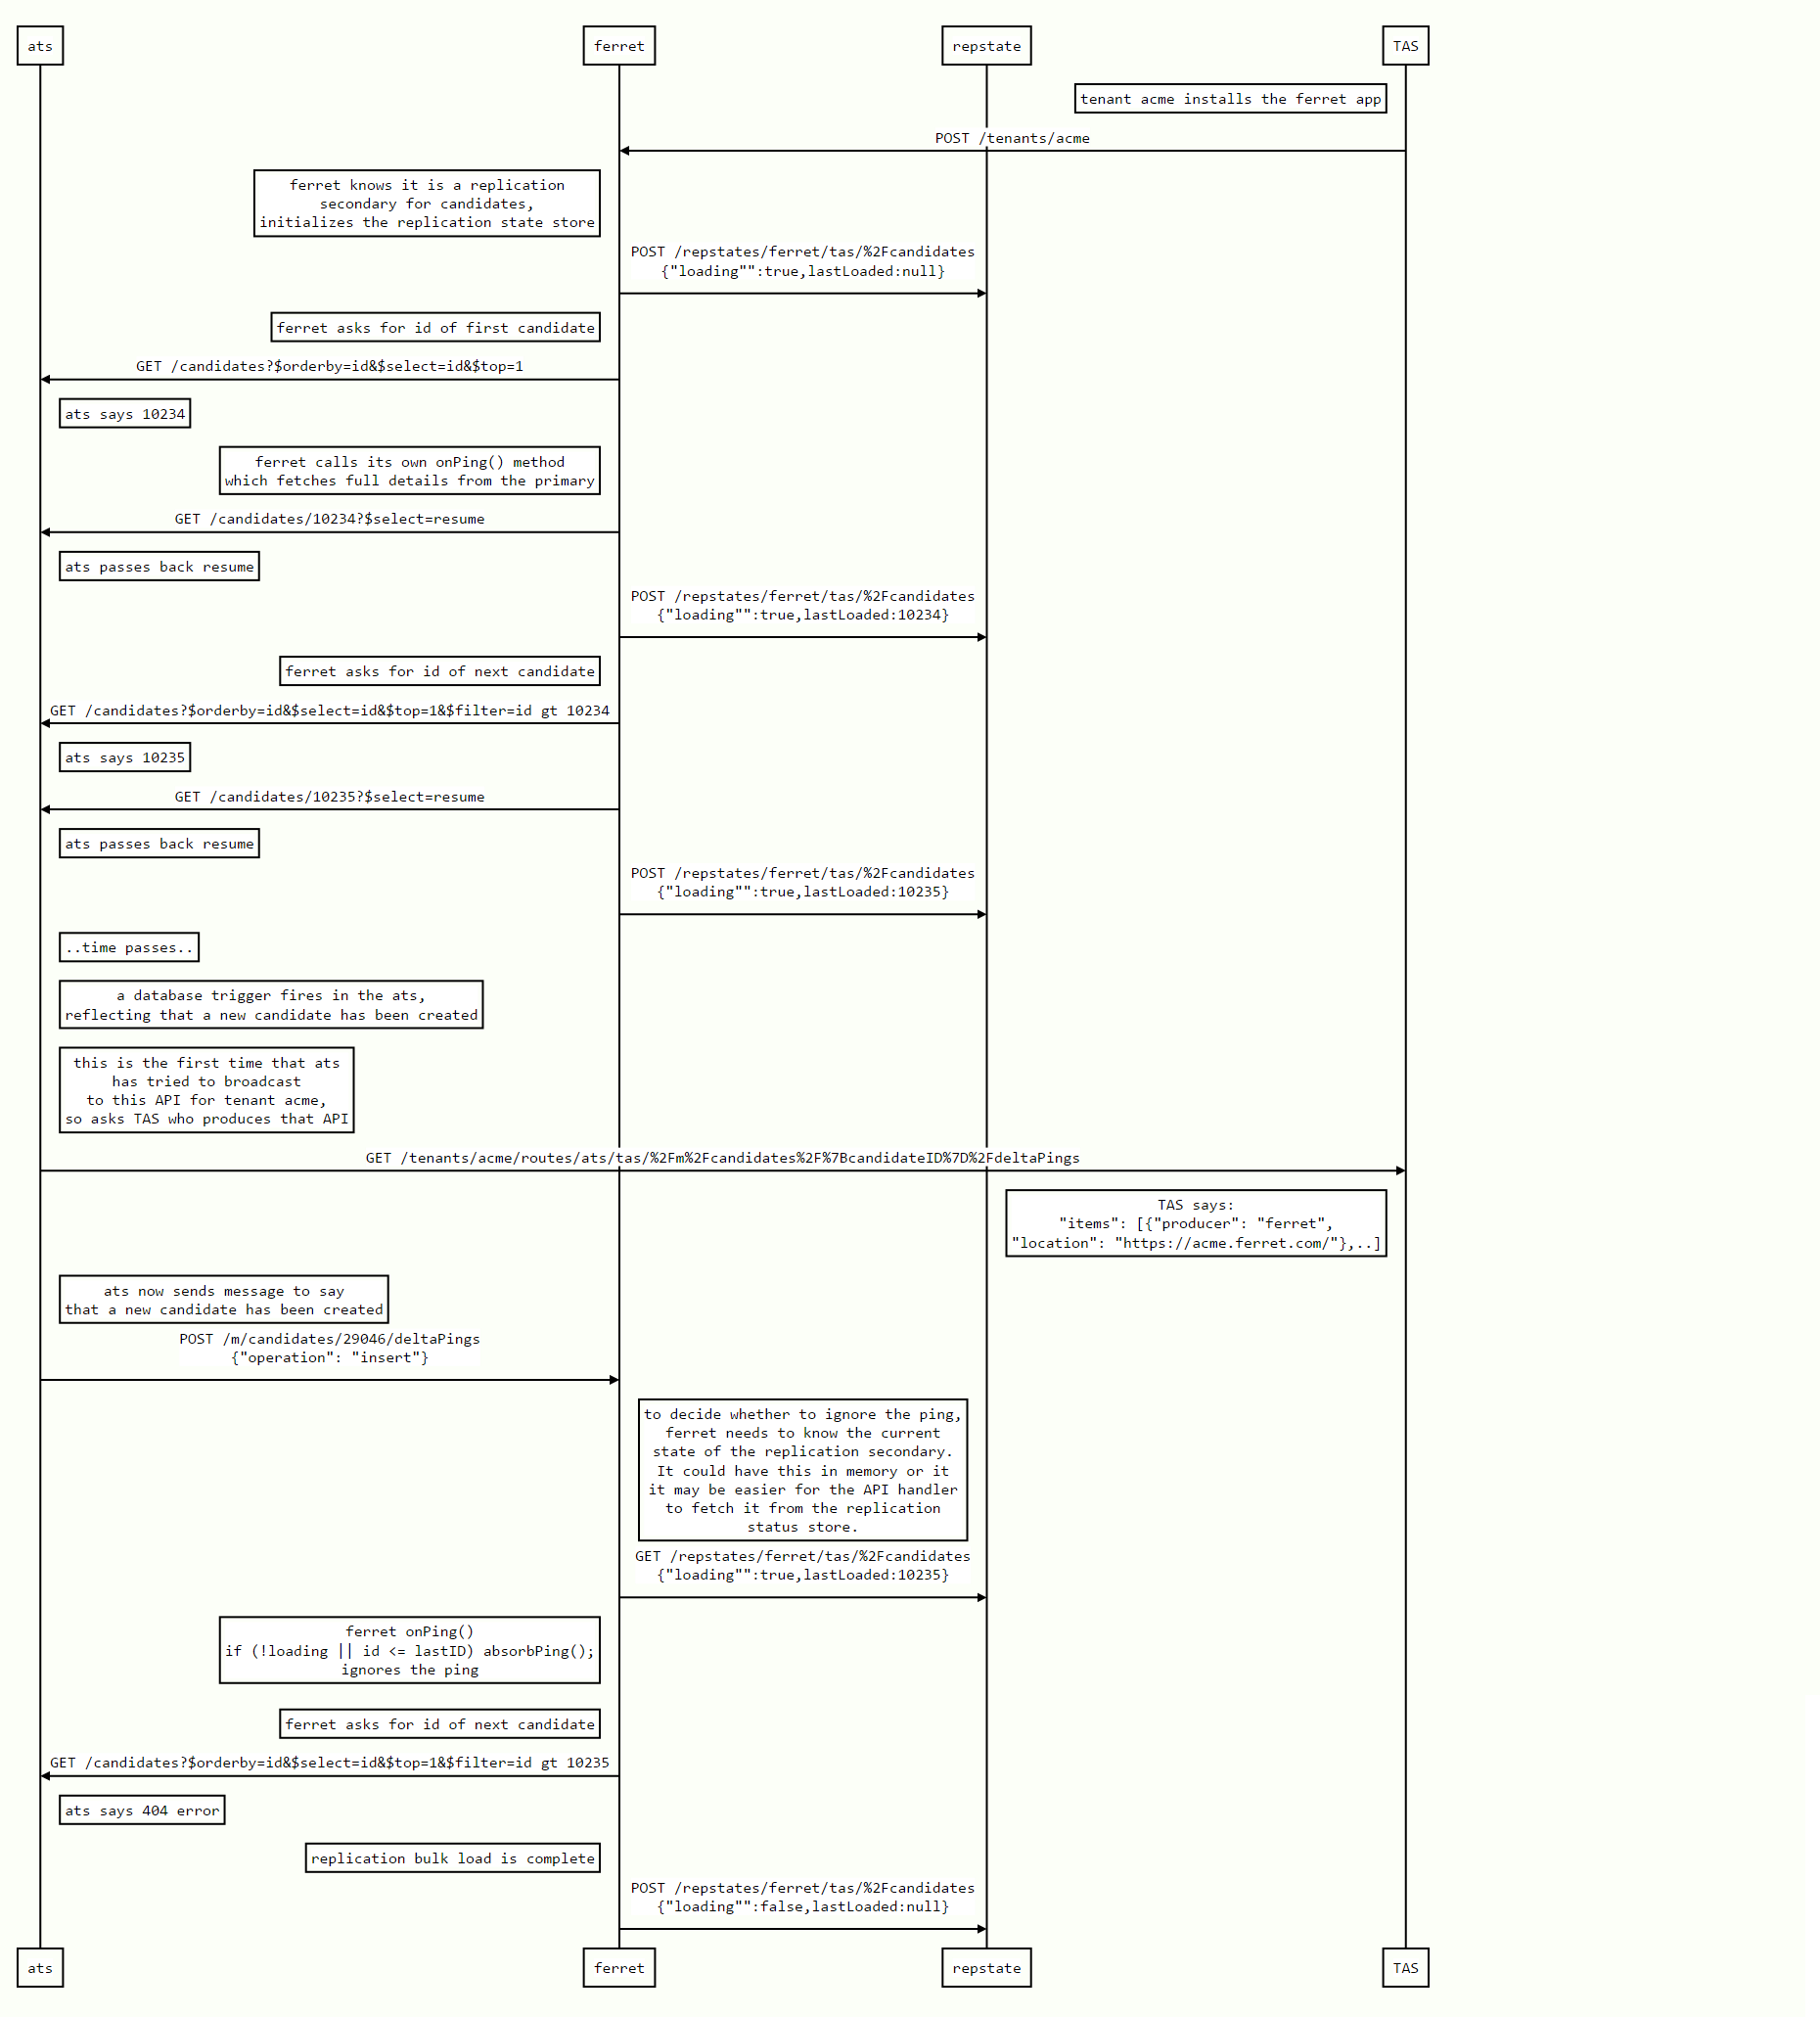 ats
ferret
repstate
TAS
tenant acme installs the ferret app
POST /tenants/acme
ferret knows it is a replication
secondary for candidates,
initializes the replication state store
POST /repstates/ferret/tas/%2Fcandidates
{"loading"":true,lastLoaded:null}
ferret asks for id of first candidate
GET /candidates?$orderby=id&$select=id&$top=1
ats says 10234
ferret calls its own onPing() method
which fetches full details from the primary
GET /candidates/10234?$select=resume
ats passes back resume
POST /repstates/ferret/tas/%2Fcandidates
{"loading"":true,lastLoaded:10234}
ferret asks for id of next candidate
GET /candidates?$orderby=id&$select=id&$top=1&$filter=id gt 10234
ats says 10235
GET /candidates/10235?$select=resume
ats passes back resume
POST /repstates/ferret/tas/%2Fcandidates
{"loading"":true,lastLoaded:10235}
..time passes..
a database trigger fires in the ats,
reflecting that a new candidate has been created
this is the first time that ats
has tried to broadcast
to this API for tenant acme,
so asks TAS who produces that API
GET /tenants/acme/routes/ats/tas/%2Fm%2Fcandidates%2F%7BcandidateID%7D%2FdeltaPings
TAS says:
"items": [{"producer": "ferret",
"location": "https://acme.ferret.com/"},..]
ats now sends message to say
that a new candidate has been created
POST /m/candidates/29046/deltaPings
{"operation": "insert"}
to decide whether to ignore the ping,
ferret needs to know the current
state of the replication secondary.
It could have this in memory or it
it may be easier for the API handler
to fetch it from the replication
status store.
GET /repstates/ferret/tas/%2Fcandidates
{"loading"":true,lastLoaded:10235}
ferret onPing()
if (!loading || id <= lastID) absorbPing();
ignores the ping
ferret asks for id of next candidate
GET /candidates?$orderby=id&$select=id&$top=1&$filter=id gt 10235
ats says 404 error
replication bulk load is complete
POST /repstates/ferret/tas/%2Fcandidates
{"loading"":false,lastLoaded:null}
ats
ferret
repstate
TAS